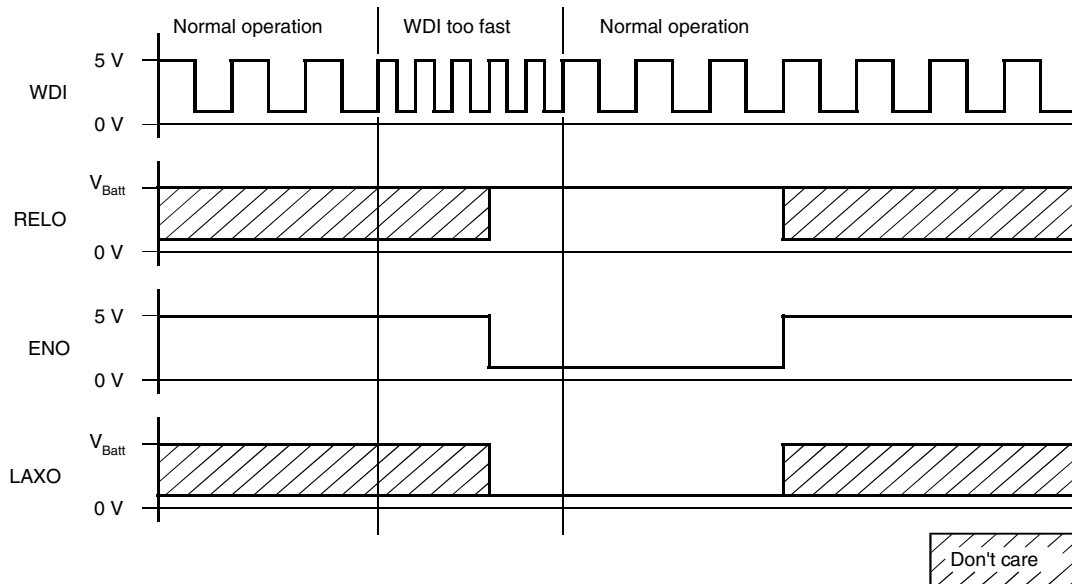 Normal operation WDI too fast Normal operation
5 V
WDI
0 V
VBatt
RELO
0 V
5 V
ENO
0 V
VBatt
LAXO
0 V
Don't care